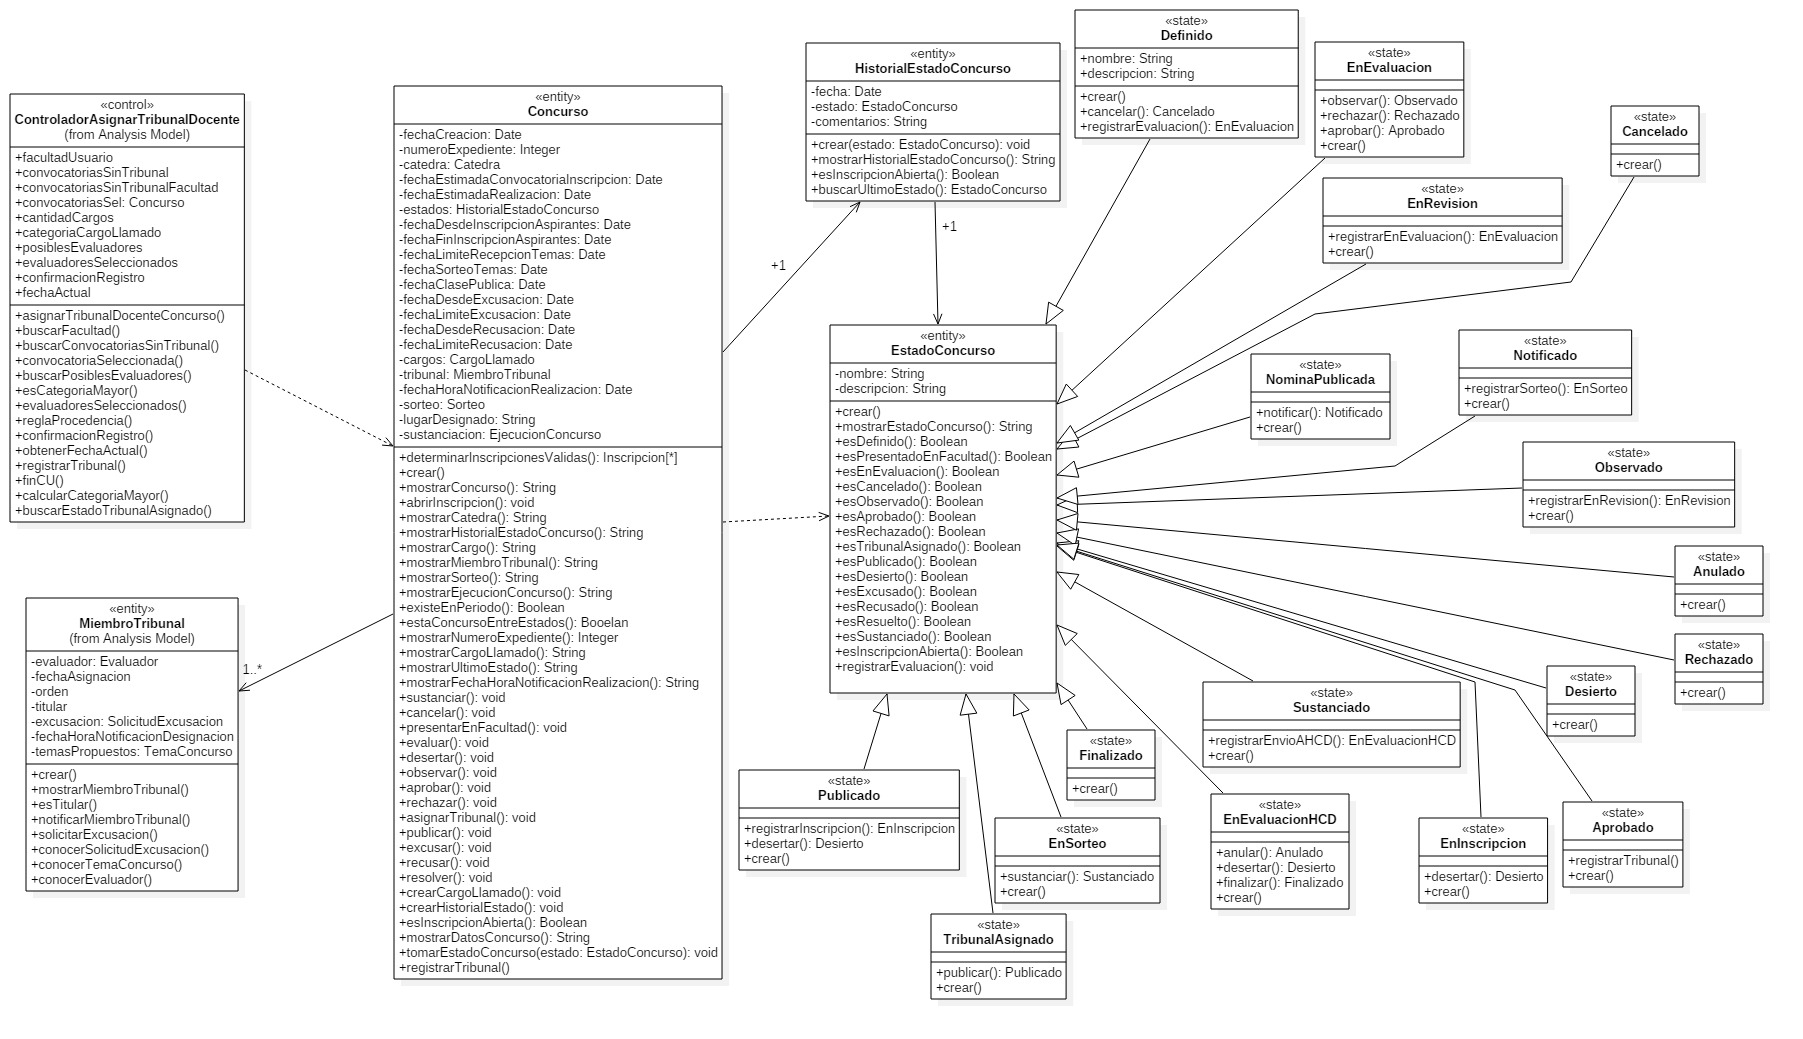 «control»
ControladorAsignarTribunalDocente
(from Analysis Model)
+facultadUsuario
+convocatoriasSinTribunal
+convocatoriasSinTribunalFacultad
+convocatoriasSel: Concurso
+cantidadCargos
+categoriaCargoLlamado
+posiblesEvaluadores
+evaluadoresSeleccionados
+confirmacionRegistro
+fechaActual
+asignarTribunalDocenteConcurso()
+buscarFacultad()
+buscarConvocatoriasSinTribunal()
+convocatoriaSeleccionada()
+buscarPosiblesEvaluadores()
+esCategoriaMayor()
+evaluadoresSeleccionados()
+reglaProcedencia()
+confirmacionRegistro()
+obtenerFechaActual()
+registrarTribunal()
+finCU()
+calcularCategoriaMayor()
+buscarEstadoTribunalAsignado()
«entity»
MiembroTribunal
(from Analysis Model)
-evaluador: Evaluador
-fechaAsignacion
-orden
-titular
-excusacion: SolicitudExcusacion
-fechaHoraNotificacionDesignacion
-temasPropuestos: TemaConcurso
+crear()
+mostrarMiembroTribunal()
+esTitular()
+notificarMiembroTribunal()
+solicitarExcusacion()
+conocerSolicitudExcusacion()
+conocerTemaConcurso()
+conocerEvaluador()
1..*
«entity»
Concurso
-fechaCreacion: Date
-numeroExpediente: Integer
-catedra: Catedra
-fechaEstimadaConvocatoriaInscripcion: Date
-fechaEstimadaRealizacion: Date
-estados: HistorialEstadoConcurso
-fechaDesdeInscripcionAspirantes: Date
-fechaFinInscripcionAspirantes: Date
-fechaLimiteRecepcionTemas: Date
-fechaSorteoTemas: Date
-fechaClasePublica: Date
-fechaDesdeExcusacion: Date
-fechaLimiteExcusacion: Date
-fechaDesdeRecusacion: Date
-fechaLimiteRecusacion: Date
-cargos: CargoLlamado
-tribunal: MiembroTribunal
-fechaHoraNotificacionRealizacion: Date
-sorteo: Sorteo
-lugarDesignado: String
-sustanciacion: EjecucionConcurso
+determinarInscripcionesValidas(): Inscripcion[*]
+crear()
+mostrarConcurso(): String
+abrirInscripcion(): void
+mostrarCatedra(): String
+mostrarHistorialEstadoConcurso(): String
+mostrarCargo(): String
+mostrarMiembroTribunal(): String
+mostrarSorteo(): String
+mostrarEjecucionConcurso(): String
+existeEnPeriodo(): Boolean
+estaConcursoEntreEstados(): Booelan
+mostrarNumeroExpediente(): Integer
+mostrarCargoLlamado(): String
+mostrarUltimoEstado(): String
+mostrarFechaHoraNotificacionRealizacion(): String
+sustanciar(): void
+cancelar(): void
+presentarEnFacultad(): void
+evaluar(): void
+desertar(): void
+observar(): void
+aprobar(): void
+rechazar(): void
+asignarTribunal(): void
+publicar(): void
+excusar(): void
+recusar(): void
+resolver(): void
+crearCargoLlamado(): void
+crearHistorialEstado(): void
+esInscripcionAbierta(): Boolean
+mostrarDatosConcurso(): String
+tomarEstadoConcurso(estado: EstadoConcurso): void
+registrarTribunal()
+1
«entity»
HistorialEstadoConcurso
-fecha: Date
-estado: EstadoConcurso
-comentarios: String
+crear(estado: EstadoConcurso): void
+mostrarHistorialEstadoConcurso(): String
+esInscripcionAbierta(): Boolean
+buscarUltimoEstado(): EstadoConcurso
+1
«entity»
EstadoConcurso
-nombre: String
-descripcion: String
+crear()
+mostrarEstadoConcurso(): String
+esDefinido(): Boolean
+esPresentadoEnFacultad(): Boolean
+esEnEvaluacion(): Boolean
+esCancelado(): Boolean
+esObservado(): Boolean
+esAprobado(): Boolean
+esRechazado(): Boolean
+esTribunalAsignado(): Boolean
+esPublicado(): Boolean
+esDesierto(): Boolean
+esExcusado(): Boolean
+esRecusado(): Boolean
+esResuelto(): Boolean
+esSustanciado(): Boolean
+esInscripcionAbierta(): Boolean
+registrarEvaluacion(): void
«state»
Definido
+nombre: String
+descripcion: String
+crear()
+cancelar(): Cancelado
+registrarEvaluacion(): EnEvaluacion
«state»
EnEvaluacion
+observar(): Observado
+rechazar(): Rechazado
+aprobar(): Aprobado
+crear()
«state»
Cancelado
+crear()
«state»
EnRevision
+registrarEnEvaluacion(): EnEvaluacion
+crear()
«state»
NominaPublicada
+notificar(): Notificado
+crear()
«state»
Notificado
+registrarSorteo(): EnSorteo
+crear()
«state»
Observado
+registrarEnRevision(): EnRevision
+crear()
«state»
Anulado
+crear()
«state»
Rechazado
+crear()
«state»
Desierto
+crear()
«state»
Sustanciado
+registrarEnvioAHCD(): EnEvaluacionHCD
+crear()
«state»
Finalizado
+crear()
«state»
Publicado
+registrarInscripcion(): EnInscripcion
+desertar(): Desierto
+crear()
«state»
EnSorteo
+sustanciar(): Sustanciado
+crear()
«state»
EnEvaluacionHCD
+anular(): Anulado
+desertar(): Desierto
+finalizar(): Finalizado
+crear()
«state»
EnInscripcion
+desertar(): Desierto
+crear()
«state»
Aprobado
+registrarTribunal()
+crear()
«state»
TribunalAsignado
+publicar(): Publicado
+crear()